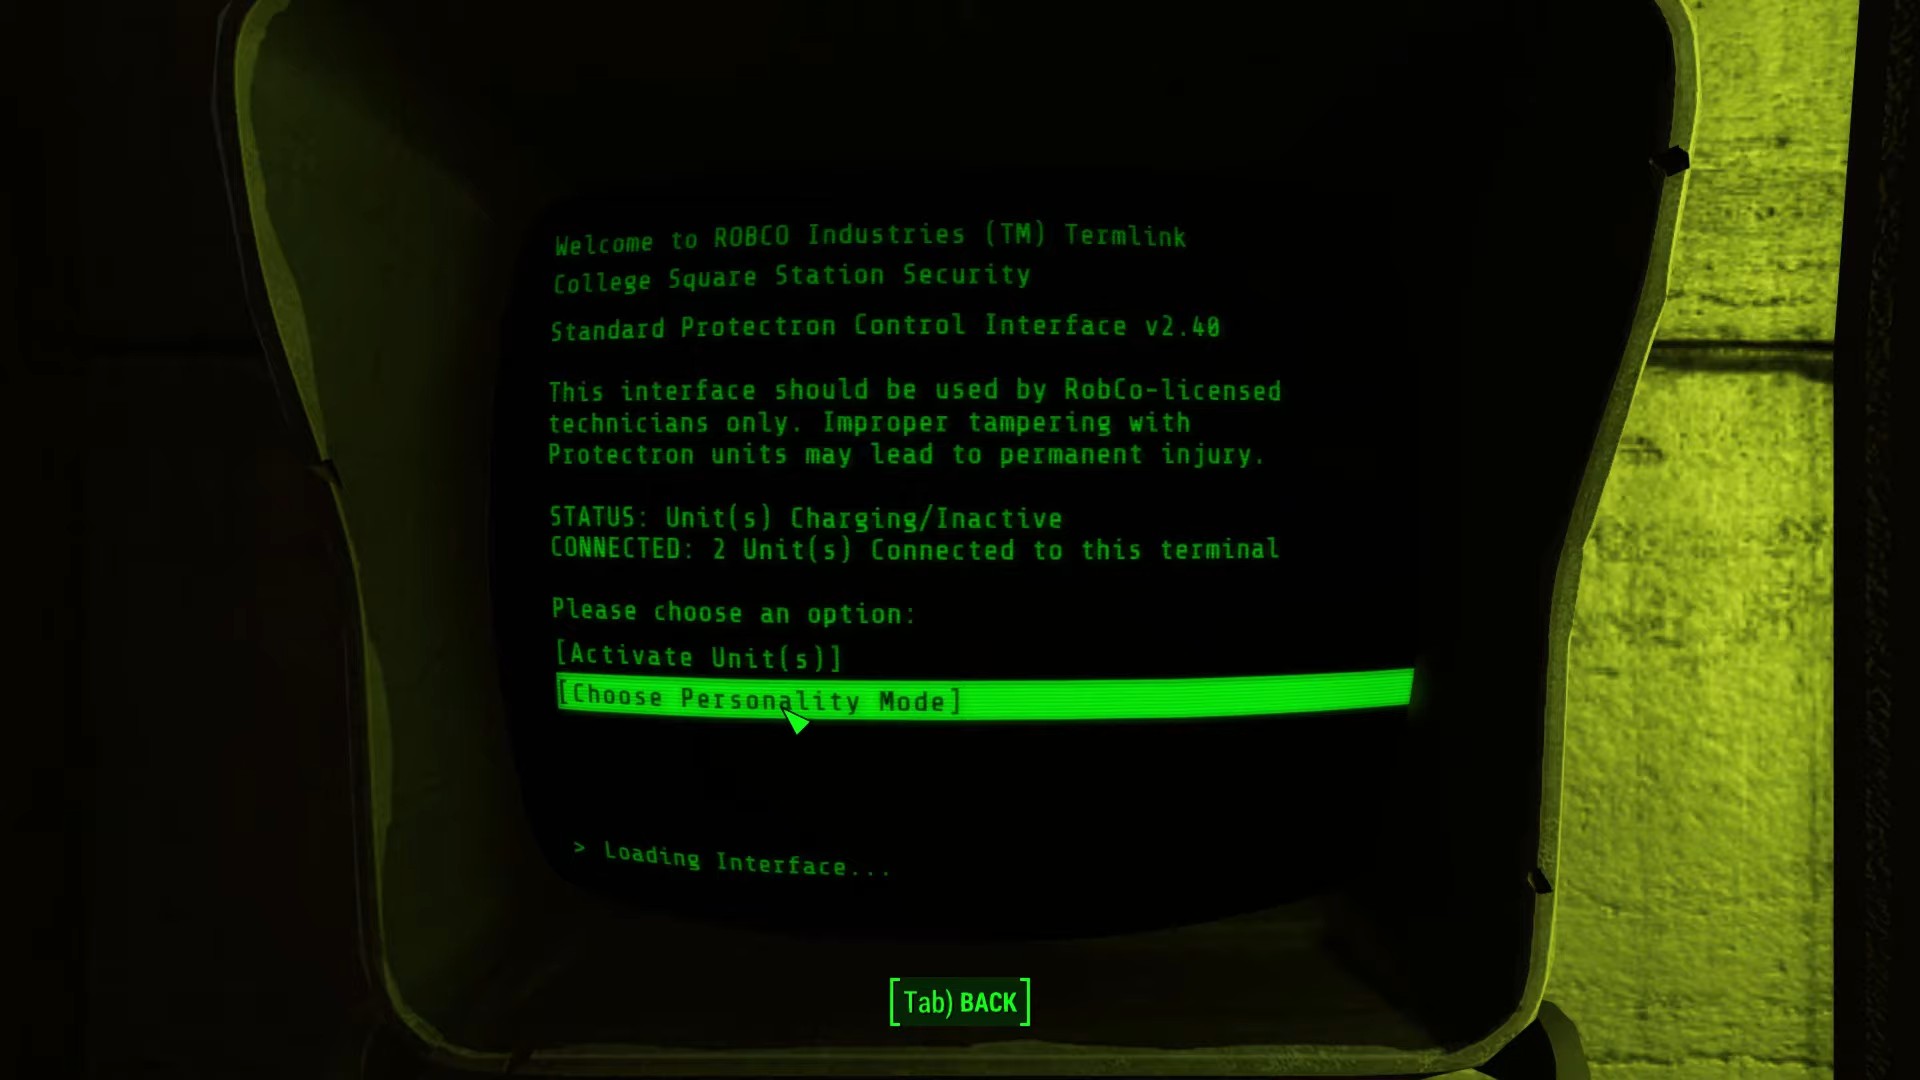 Welcome to ROBCO Industries (TM) Termlink
College Square Station Security
Standard Protectron Control Interface v2.40
This interface should be used by RobCo-licensed
technicians only. Improper tampering with
Protectron units may lead to permanent injury.
STATUS: Unit(s) Charging/Inactive
CONNECTED: 2 Unit(s) Connected to this terminal
Please choose an option:
[Activate Unit(s)]
[Choose Personality Mode]
> Loading Interface...
Tab) BACK